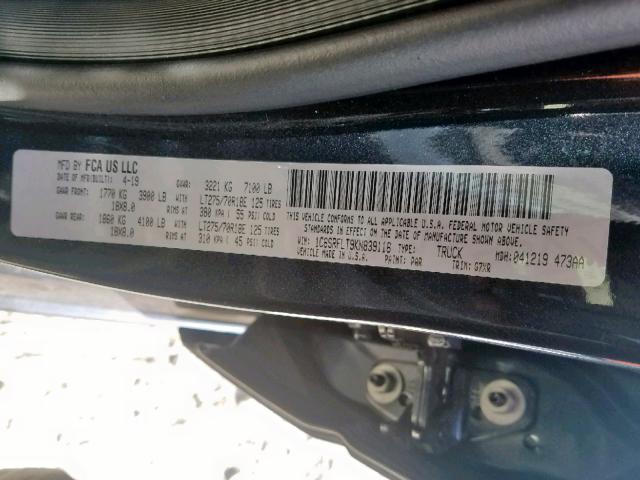 MFD BY FCA US LLC
DATE OF MFR/BUILT: 4-19 GVWR: 3221 KG 7100 LB
GAWR FRONT: 1770 KG 3900 LB LT275/70R18E 125 TIRES
18X8.0 RIMS AT 380 KPA / 55 PSI COLD
GAWR REAR: 1860 KG 4100 LB LT275/70R18E 125 TIRES
18X8.0 RIMS AT 310 KPA / 45 PSI COLD
THIS VEHICLE CONFORMS TO ALL APPLICABLE U.S.A. FEDERAL MOTOR VEHICLE SAFETY
STANDARDS IN EFFECT ON THE DATE OF MANUFACTURE SHOWN ABOVE.
VIN: 1C6SRFLT9KN839116 TYPE: TRUCK MDH: 041219 473AA
VEHICLE MADE IN U.S.A. PAINT: PAR TRIM: G7XR